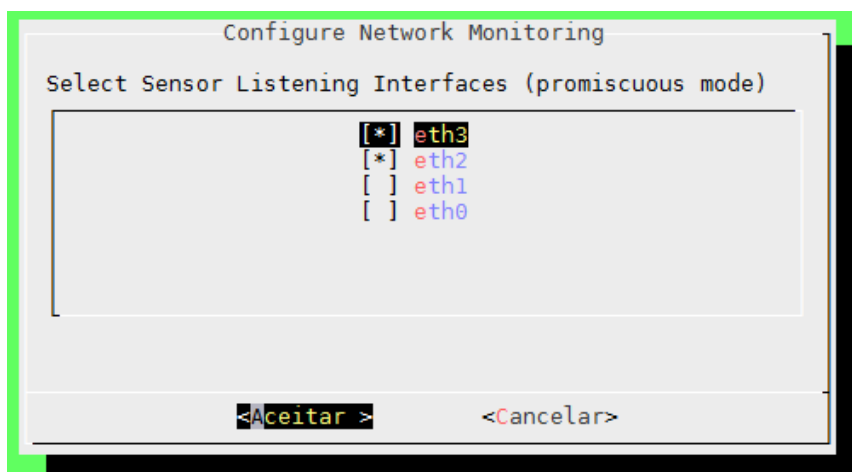 Configure Network Monitoring
Select Sensor Listening Interfaces (promiscuous mode)
[*] eth3
[*] eth2
[ ] eth1
[ ] eth0
<Aceitar > <Cancelar>